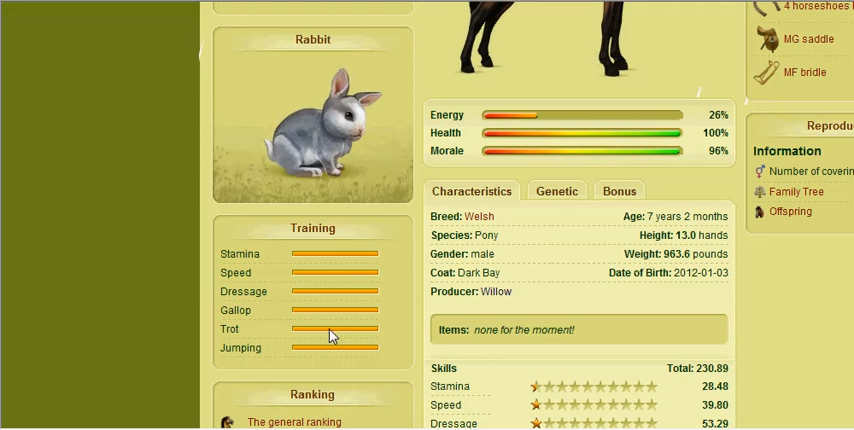 Rabbit
Training
Stamina
Speed
Dressage
Gallop
Trot
Jumping
Ranking
The general ranking
Energy 26%
Health 100%
Morale 96%
Characteristics Genetic Bonus
Breed: Welsh Age: 7 years 2 months
Species: Pony Height: 13.0 hands
Gender: male Weight: 963.6 pounds
Coat: Dark Bay Date of Birth: 2012-01-03
Producer: Willow
Items: none for the moment!
Skills Total: 230.89
Stamina 28.48
Speed 39.80
Dressage 53.29
4 horseshoes
MG saddle
MF bridle
Information
Number of
Family Tree
Offspring